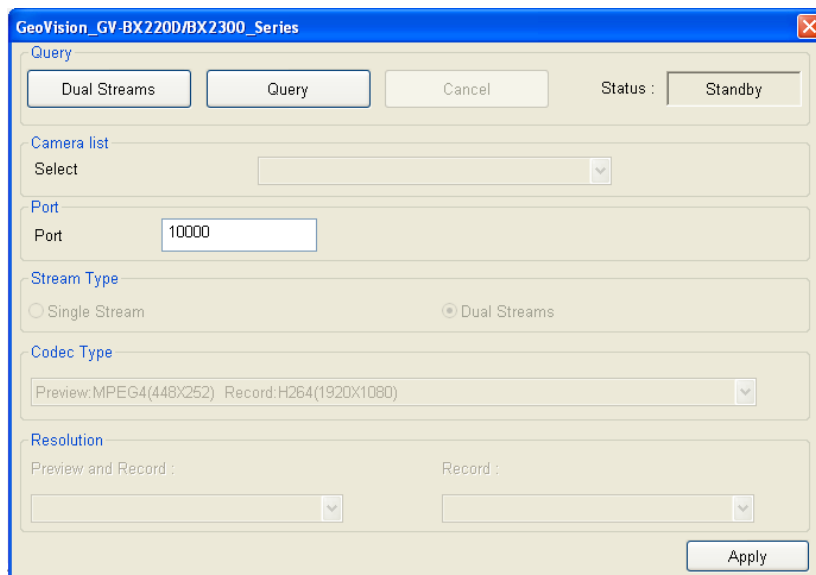 GeoVision_GV-BX220D/BX2300_Series
Query
Dual Streams Query Cancel Status : Standby
Camera list
Select
Port
Port 10000
Stream Type
Single Stream Dual Streams
Codec Type
Preview:MPEG4(448X252) Record:H264(1920X1080)
Resolution
Preview and Record : Record :
Apply